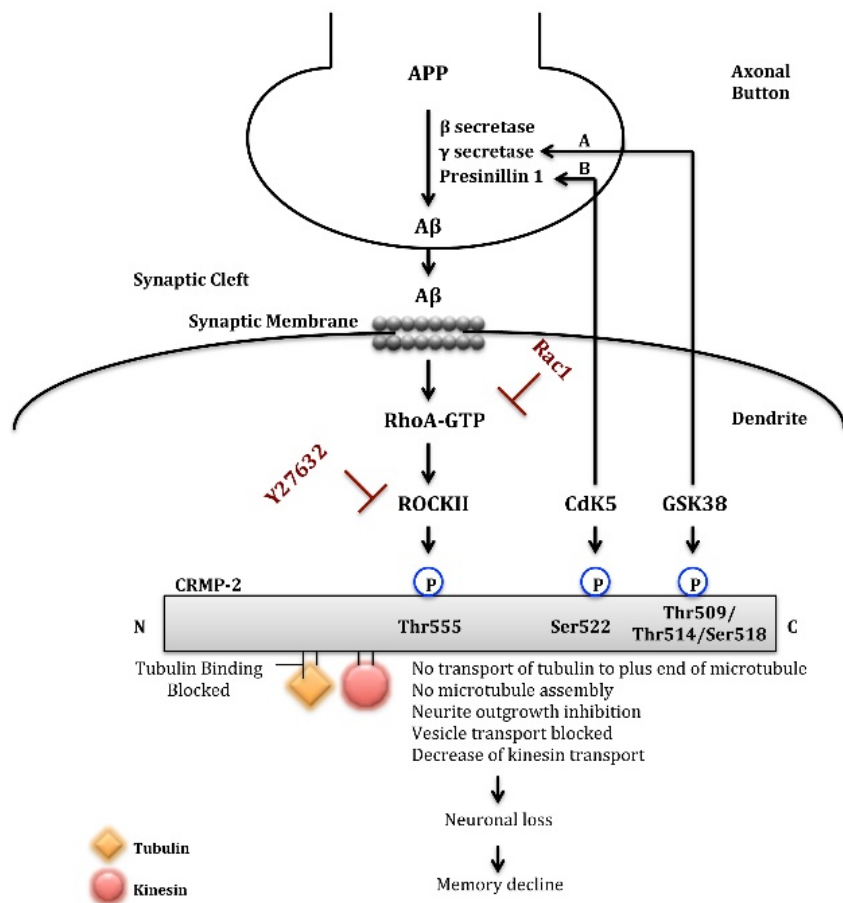 APP
Axonal
Button
β secretase
γ secretase
Presinillin 1
A
B
Aβ
Synaptic Cleft
Aβ
Synaptic Membrane
Rac1
RhoA-GTP
Dendrite
Y27632
ROCKII
CdK5
GSK38
P
P
P
CRMP-2
N
Thr555
Ser522
Thr509/
Thr514/Ser518
C
Tubulin Binding
Blocked
No transport of tubulin to plus end of microtubule
No microtubule assembly
Neurite outgrowth inhibition
Vesicle transport blocked
Decrease of kinesin transport
Neuronal loss
Memory decline
Tubulin
Kinesin